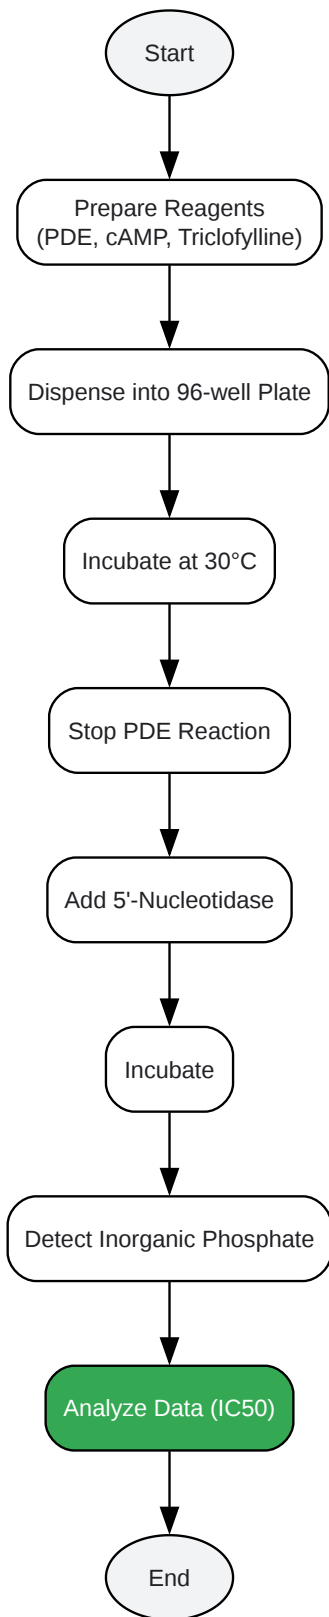 Start
Prepare Reagents
(PDE, cAMP, Triclofylline)
Dispense into 96-well Plate
Incubate at 30°C
Stop PDE Reaction
Add 5'-Nucleotidase
Incubate
Detect Inorganic Phosphate
Analyze Data (IC50)
End